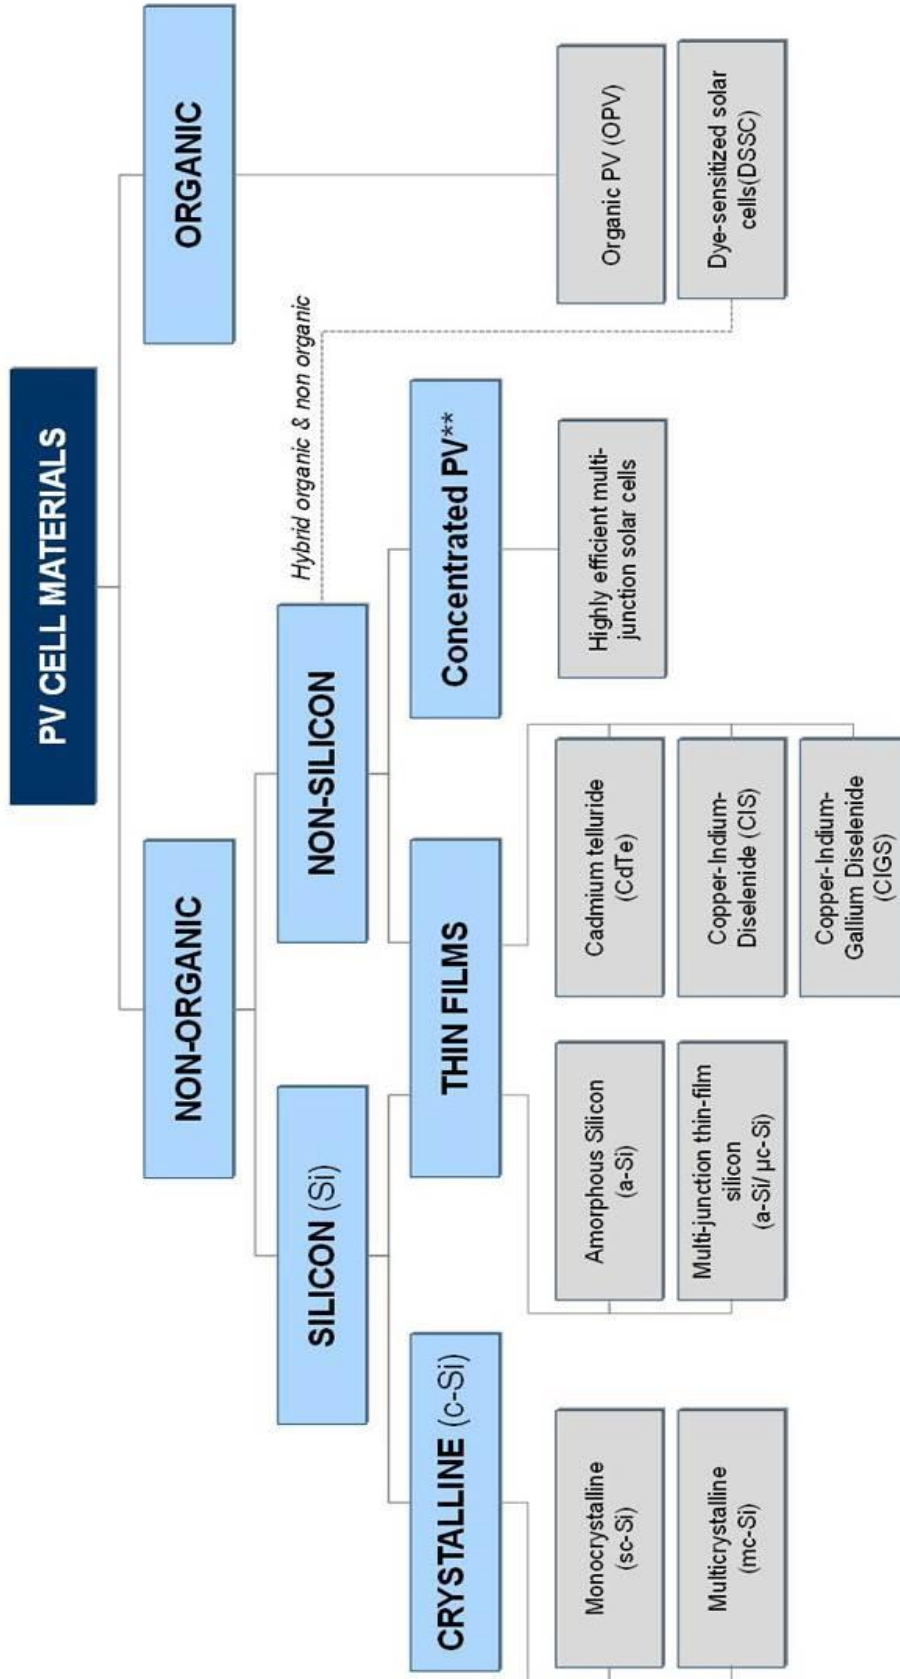 PV CELL MATERIALS
NON-ORGANIC
ORGANIC
SILICON (Si)
NON-SILICON
Hybrid organic & non organic
CRYSTALLINE (c-Si)
THIN FILMS
Concentrated PV**
Monocrystalline
(sc-Si)
Multicrystalline
(mc-Si)
Amorphous Silicon
(a-Si)
Multi-junction thin-film
silicon
(a-Si/ µc-Si)
Cadmium telluride
(CdTe)
Copper-Indium-
Diselenide (CIS)
Copper-Indium-
Gallium Diselenide
(CIGS)
Highly efficient multi-
junction solar cells
Organic PV (OPV)
Dye-sensitized solar
cells(DSSC)